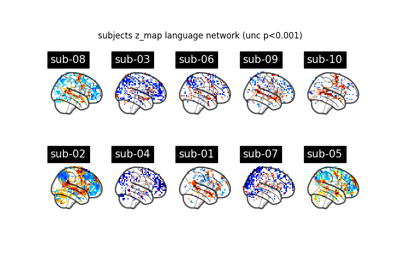 subjects z_map language network (unc p<0.001)
sub-08 sub-03 sub-06 sub-09 sub-10
sub-02 sub-04 sub-01 sub-07 sub-05